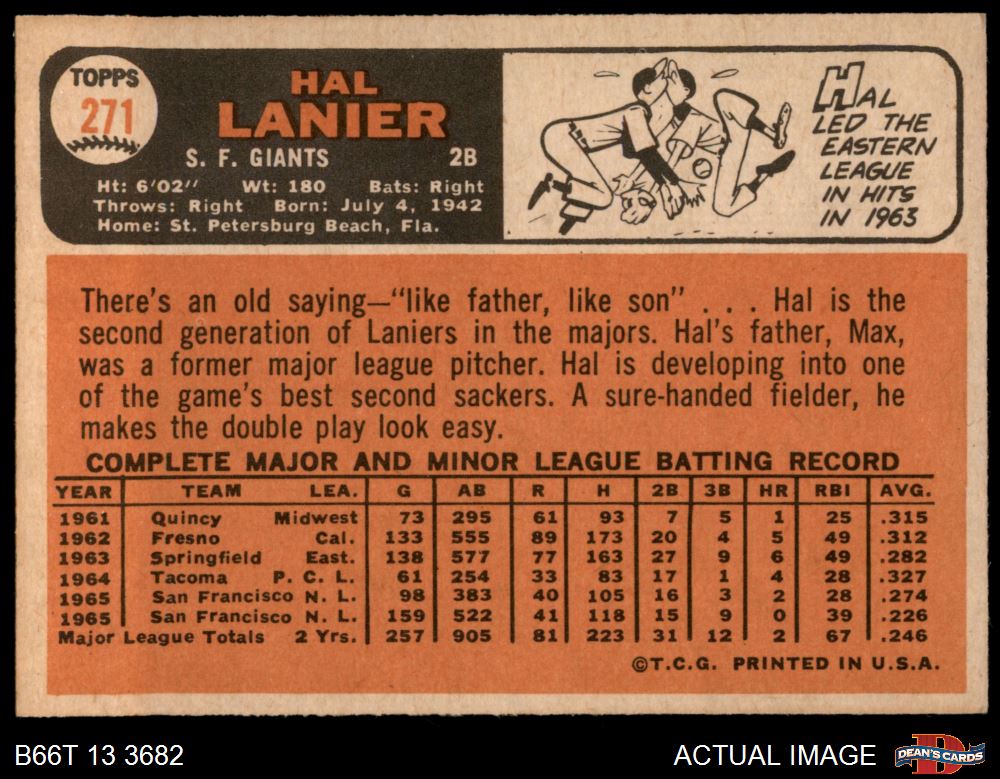 TOPPS
271
HAL
LANIER
S. F. GIANTS 2B
Ht: 6'02" Wt: 180 Bats: Right
Throws: Right Born: July 4, 1942
Home: St. Petersburg Beach, Fla.
HAL
LED THE
EASTERN
LEAGUE
IN HITS
IN 1963
There's an old saying—"like father, like son" . . . Hal is the
second generation of Laniers in the majors. Hal's father, Max,
was a former major league pitcher. Hal is developing into one
of the game's best second sackers. A sure-handed fielder, he
makes the double play look easy.
COMPLETE MAJOR AND MINOR LEAGUE BATTING RECORD
YEAR TEAM LEA. G AB R H 2B 3B HR RBI AVG.
1961 Quincy Midwest 73 295 61 93 7 5 1 25 .315
1962 Fresno Cal. 133 555 89 173 20 4 5 49 .312
1963 Springfield East. 138 577 77 163 27 9 6 49 .282
1964 Tacoma P. C. L. 61 254 33 83 17 1 4 28 .327
1965 San Francisco N. L. 98 383 40 105 16 3 2 28 .274
1965 San Francisco N. L. 159 522 41 118 15 9 0 39 .226
Major League Totals 2 Yrs. 257 905 81 223 31 12 2 67 .246
©T.C.G. PRINTED IN U.S.A.
B66T 13 3682 ACTUAL IMAGE
DEAN'S CARDS